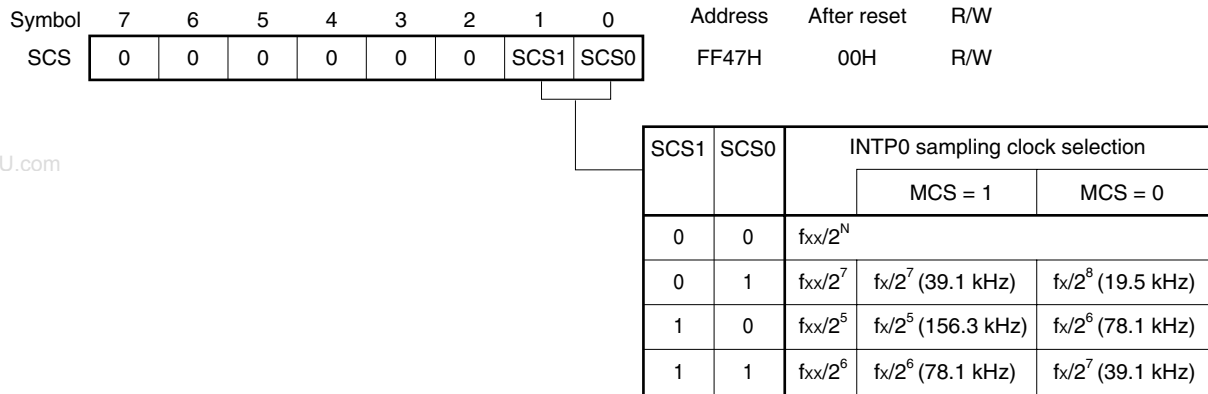 Symbol 7 6 5 4 3 2 1 0 Address After reset R/W
SCS 0 0 0 0 0 0 SCS1 SCS0 FF47H 00H R/W
U.com
SCS1 SCS0 INTP0 sampling clock selection
MCS = 1 MCS = 0
0 0 fxx/2^N
0 1 fxx/2^7 fx/2^7 (39.1 kHz) fx/2^8 (19.5 kHz)
1 0 fxx/2^5 fx/2^5 (156.3 kHz) fx/2^6 (78.1 kHz)
1 1 fxx/2^6 fx/2^6 (78.1 kHz) fx/2^7 (39.1 kHz)